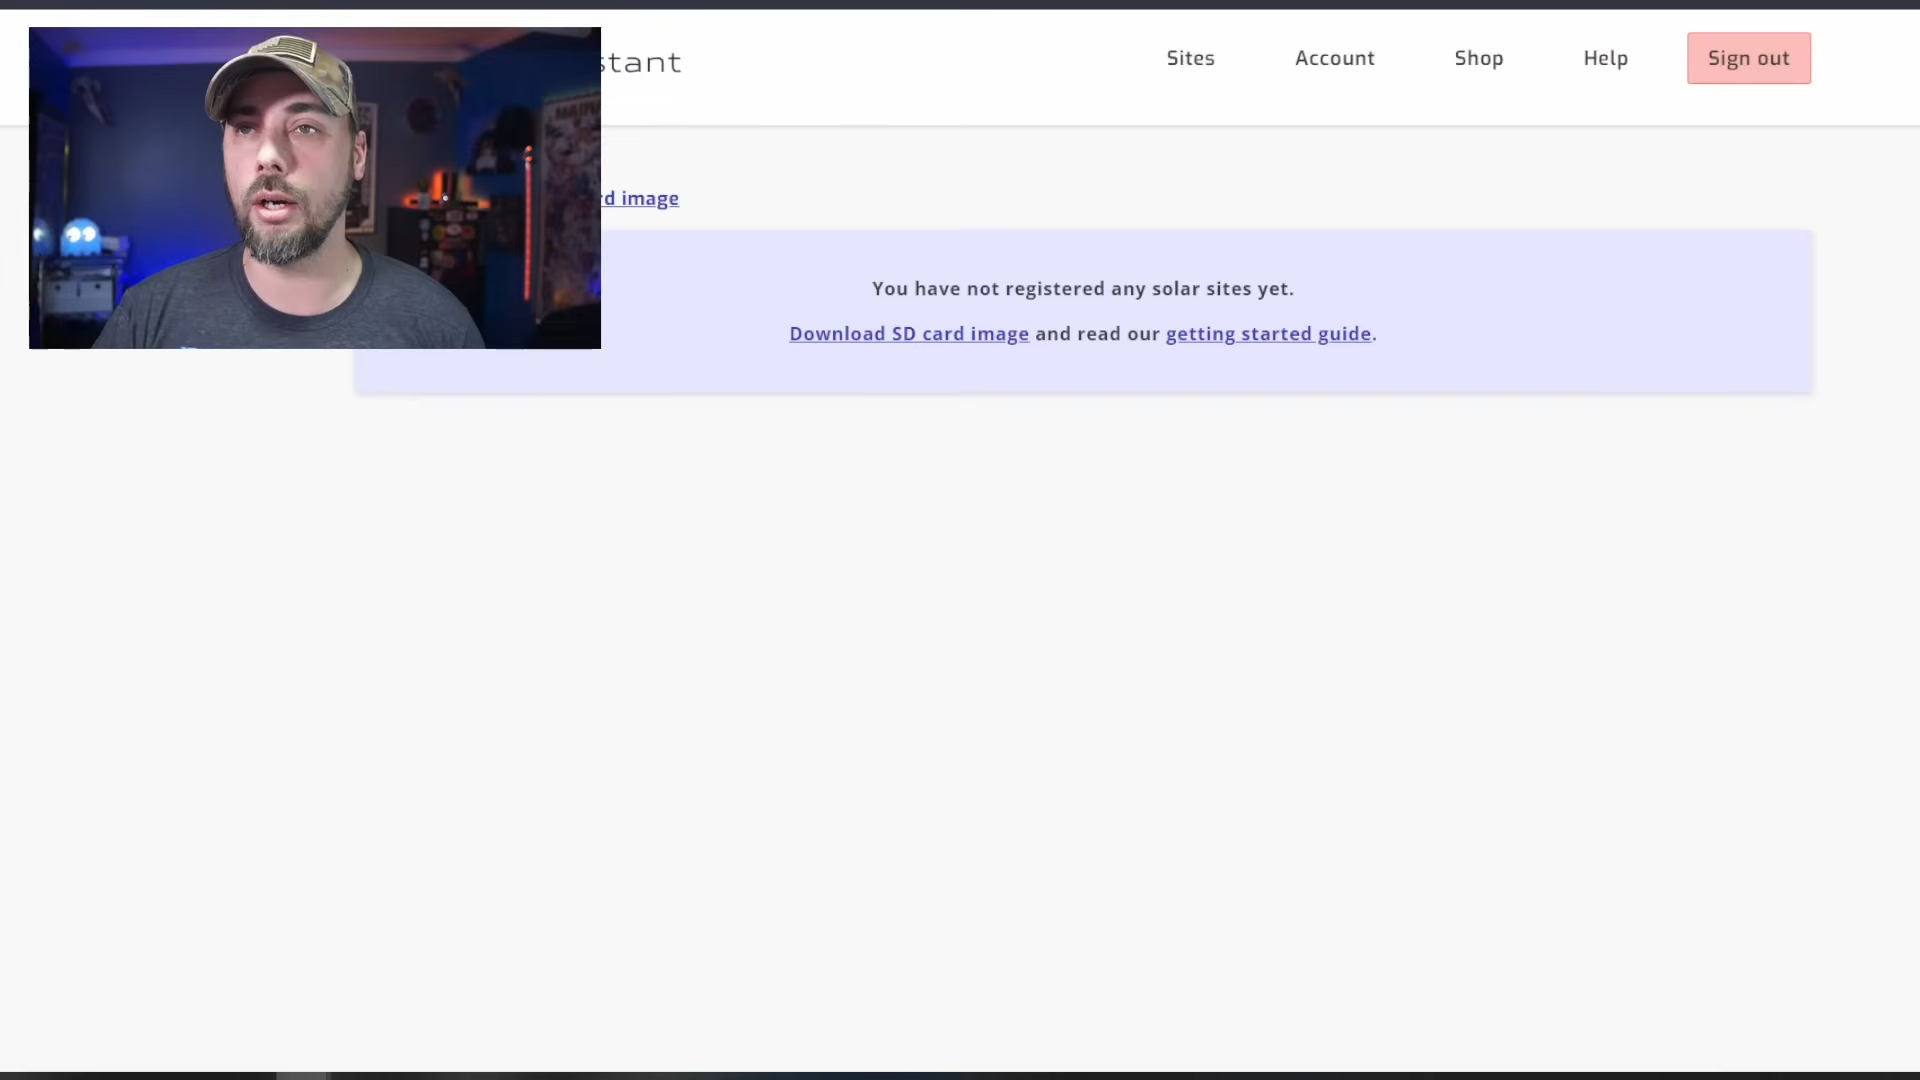 stant
Sites
Account
Shop
Help
Sign out
rd image
You have not registered any solar sites yet.
Download SD card image and read our getting started guide.